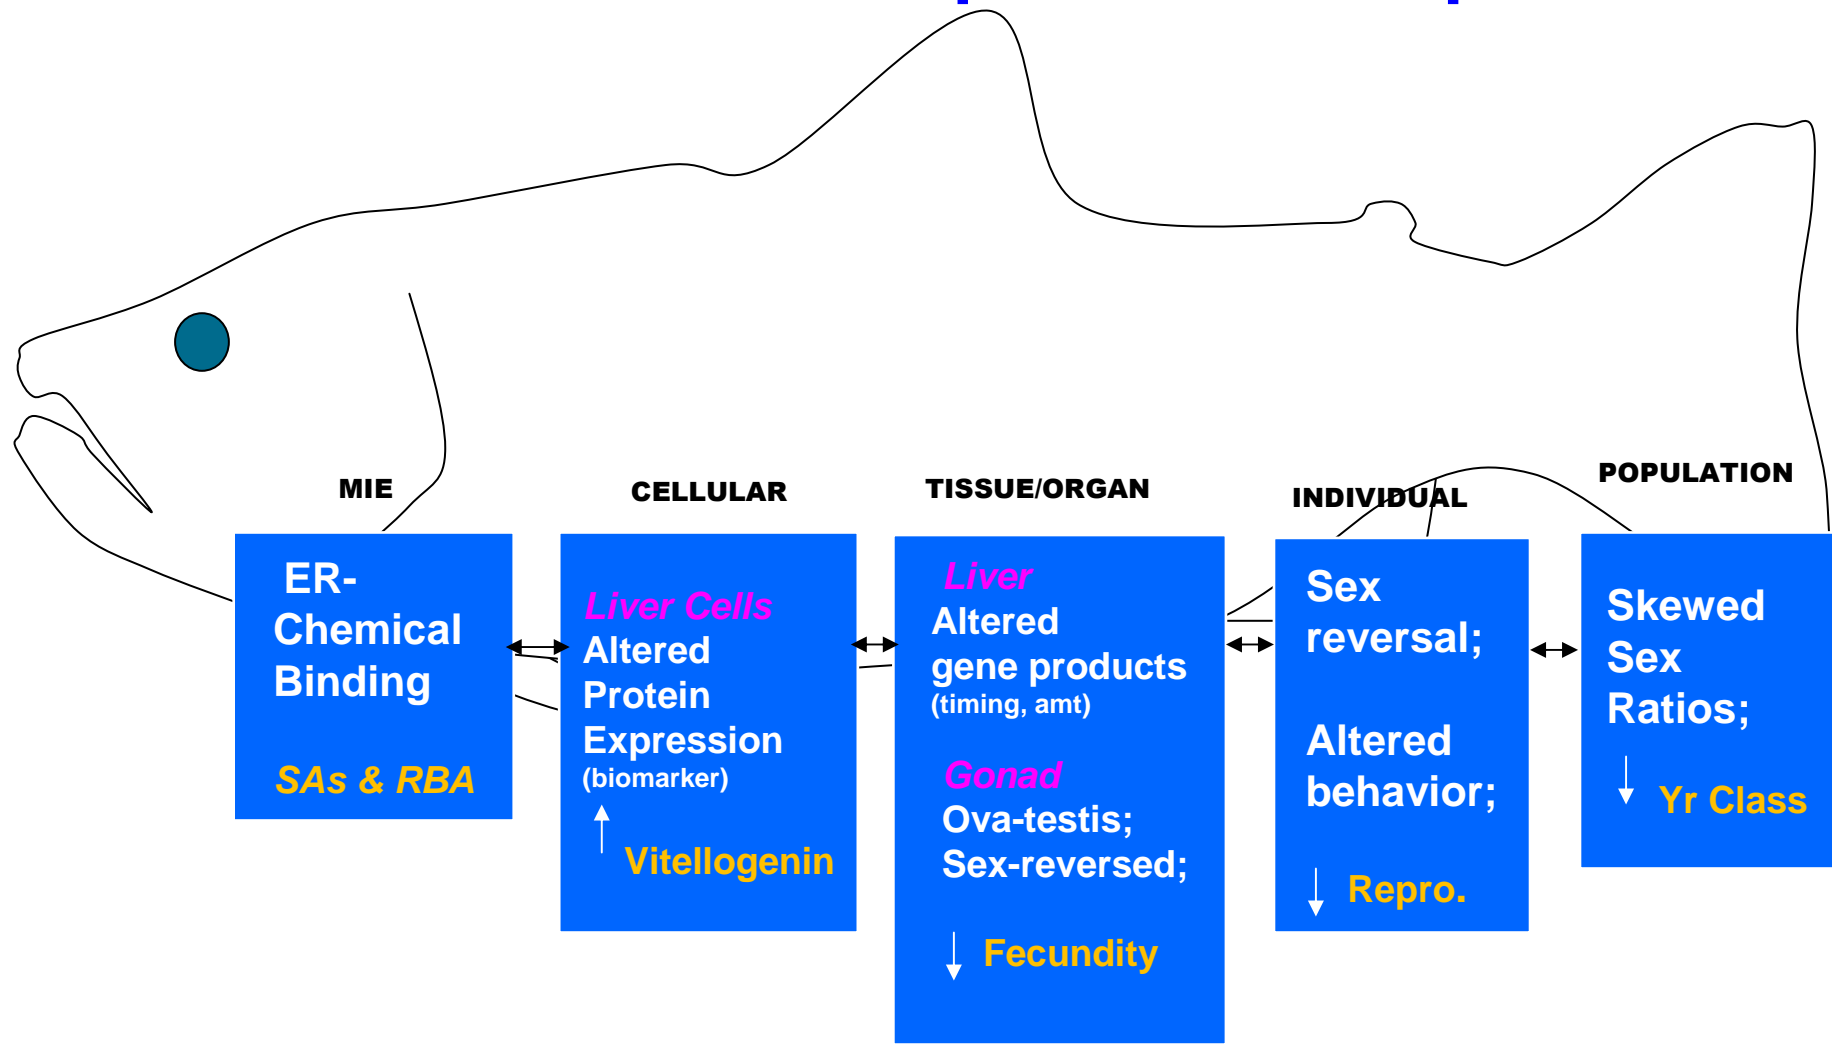 MIE
ER-
Chemical
Binding
SAs & RBA
CELLULAR
Liver Cells
Altered
Protein
Expression
(biomarker)
Vitellogenin
TISSUE/ORGAN
Liver
Altered
gene products
(timing, amt)
Gonad
Ova-testis;
Sex-reversed;
Fecundity
INDIVIDUAL
Sex
reversal;
Altered
behavior;
Repro.
POPULATION
Skewed
Sex
Ratios;
Yr Class